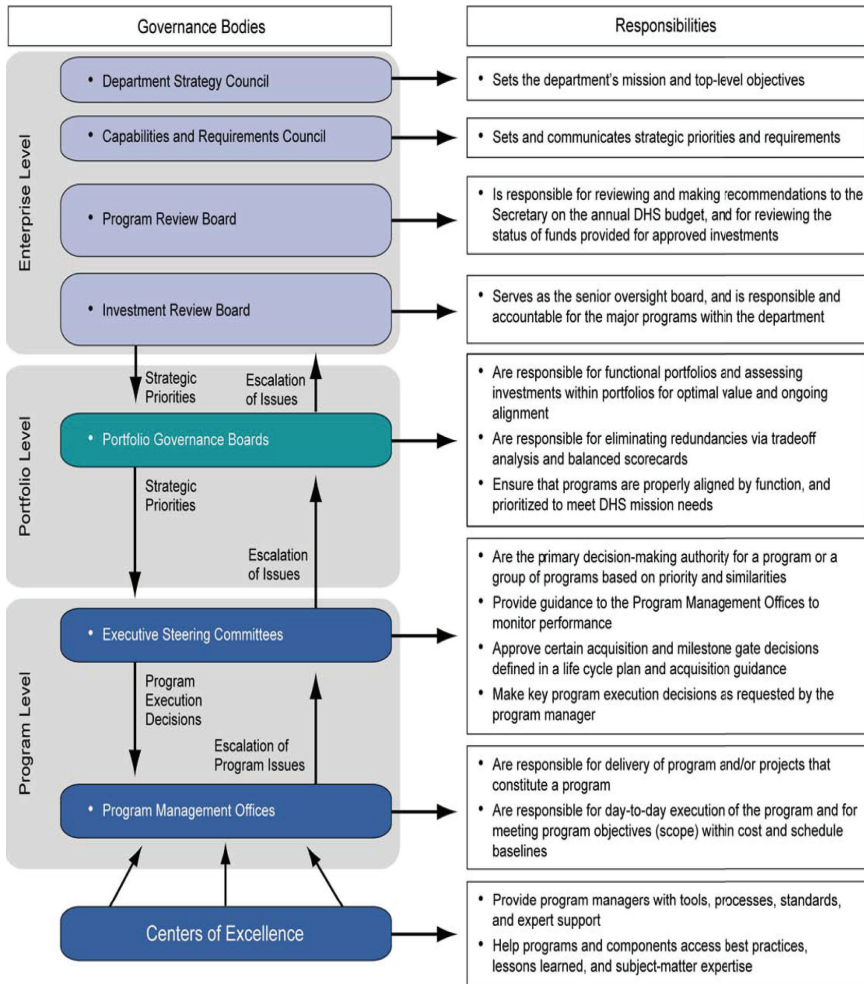 Governance Bodies
Responsibilities
Enterprise Level
• Department Strategy Council
• Sets the department's mission and top-level objectives
• Capabilities and Requirements Council
• Sets and communicates strategic priorities and requirements
• Program Review Board
• Is responsible for reviewing and making recommendations to the
Secretary on the annual DHS budget, and for reviewing the
status of funds provided for approved investments
• Investment Review Board
• Serves as the senior oversight board, and is responsible and
accountable for the major programs within the department
Strategic
Priorities
Escalation
of Issues
Portfolio Level
• Portfolio Governance Boards
• Are responsible for functional portfolios and assessing
investments within portfolios for optimal value and ongoing
alignment
• Are responsible for eliminating redundancies via tradeoff
analysis and balanced scorecards
• Ensure that programs are properly aligned by function, and
prioritized to meet DHS mission needs
Strategic
Priorities
Escalation
of Issues
Program Level
• Executive Steering Committees
• Are the primary decision-making authority for a program or a
group of programs based on priority and similarities
• Provide guidance to the Program Management Offices to
monitor performance
• Approve certain acquisition and milestone gate decisions
defined in a life cycle plan and acquisition guidance
• Make key program execution decisions as requested by the
program manager
Program
Execution
Decisions
Escalation of
Program Issues
• Program Management Offices
• Are responsible for delivery of program and/or projects that
constitute a program
• Are responsible for day-to-day execution of the program and for
meeting program objectives (scope) within cost and schedule
baselines
Centers of Excellence
• Provide program managers with tools, processes, standards,
and expert support
• Help programs and components access best practices,
lessons learned, and subject-matter expertise